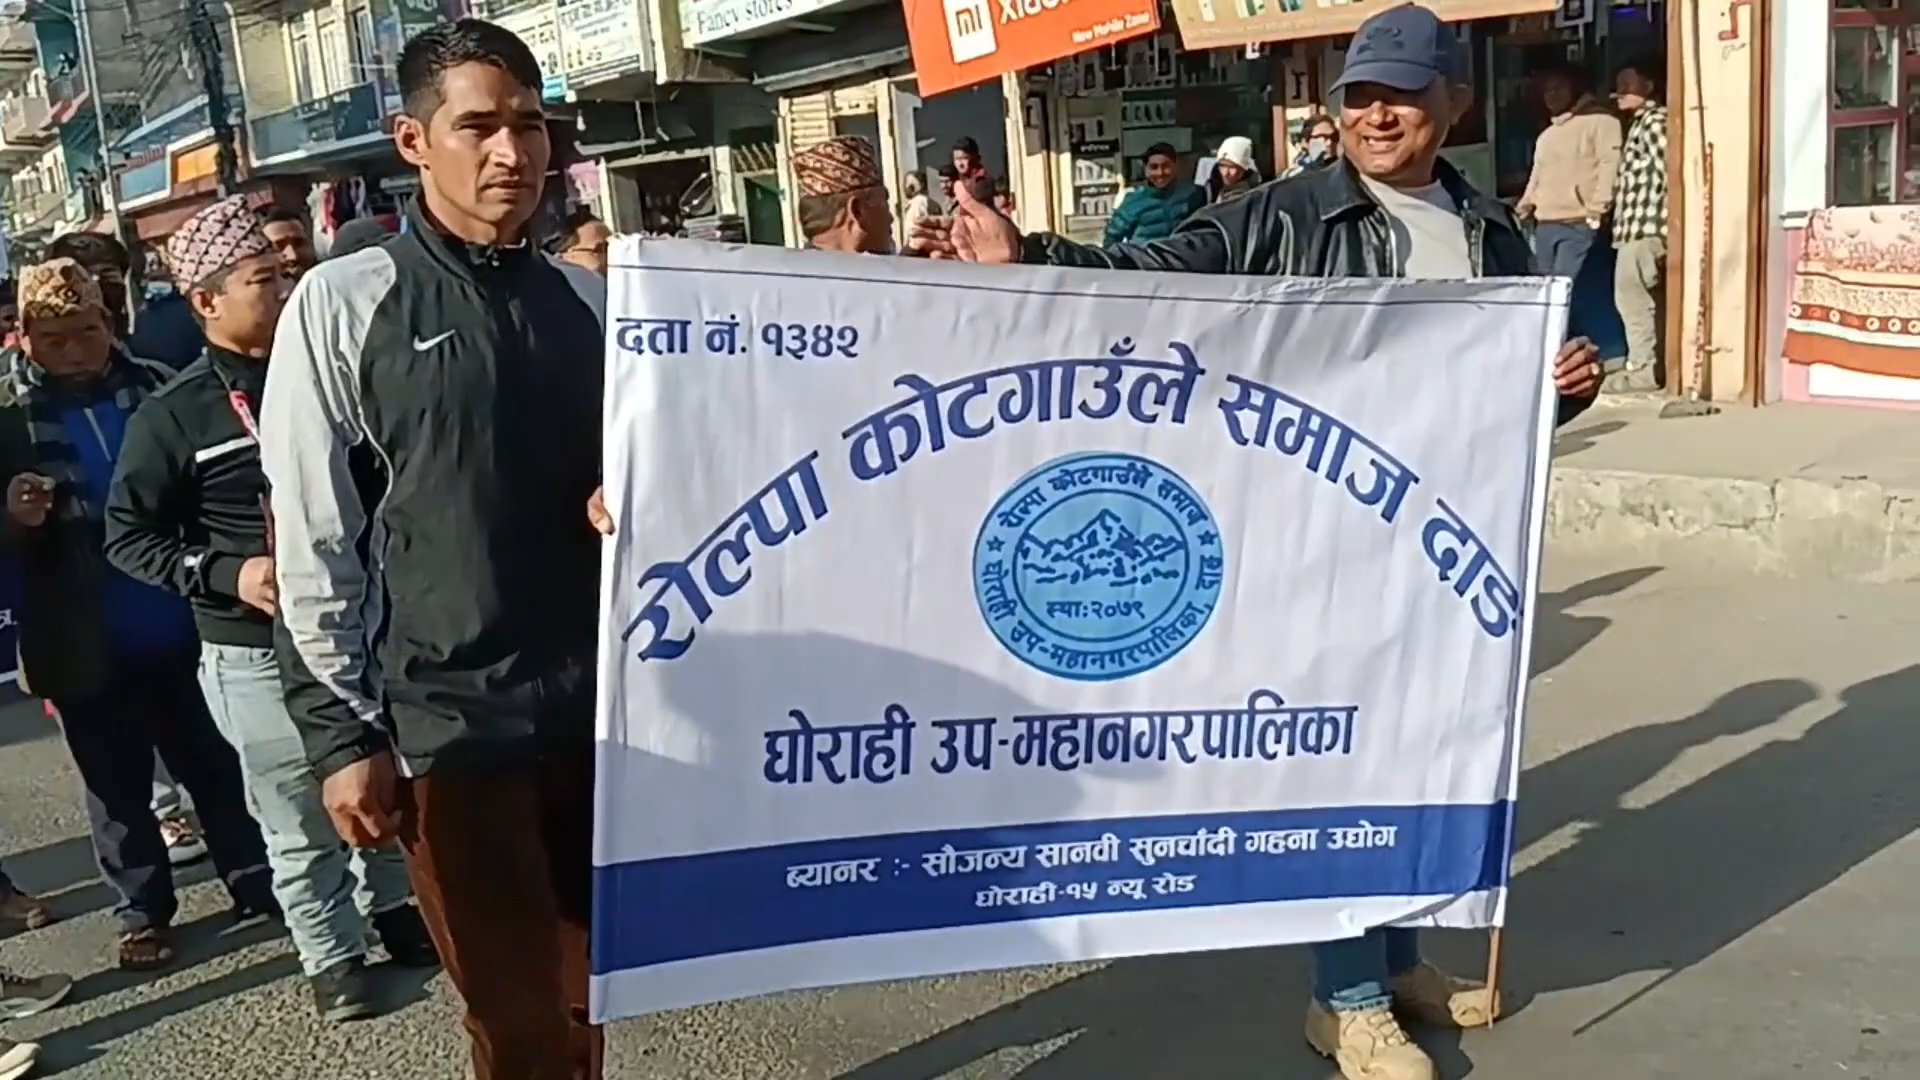 Fancy stores
mi
New Mobile Zone
दता नं. १३४२
रोल्पा कोटगाउँले समाज दाङ
रोल्पा कोटगाउँमे समाज
स्था:२०७९
घोराही उप-महानगरपालिका, दाङ
घोराही उप-महानगरपालिका
ब्यानर :- सौजन्य सानवी सुनचाँदी गहना उद्योग
घोराही-१५ न्यू रोड